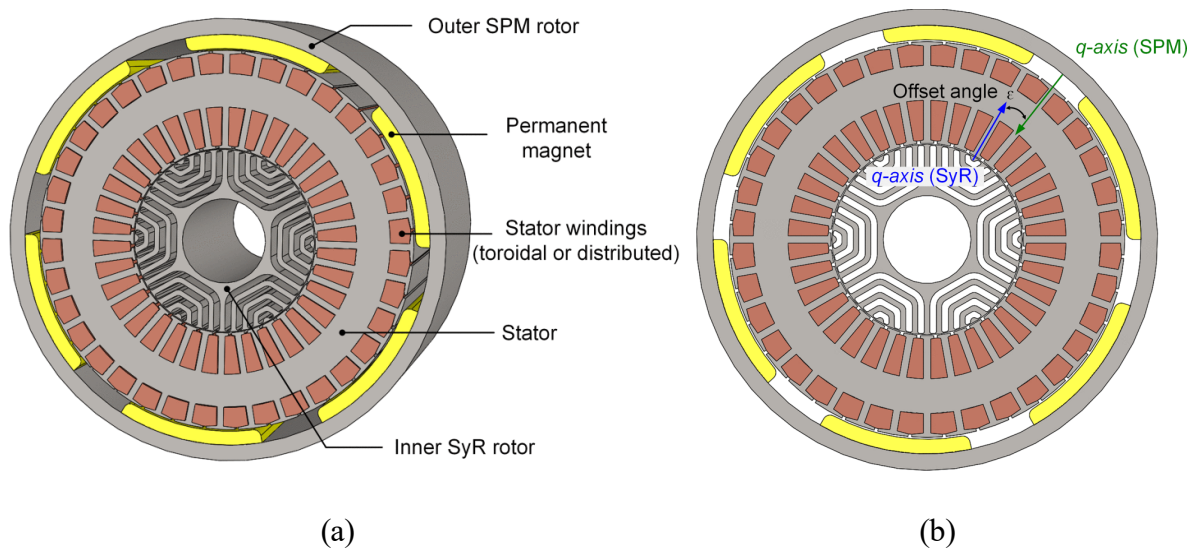 Outer SPM rotor
Permanent
magnet
Stator windings
(toroidal or distributed)
Stator
Inner SyR rotor
(a)
q-axis (SPM)
Offset angle ε
q-axis (SyR)
(b)